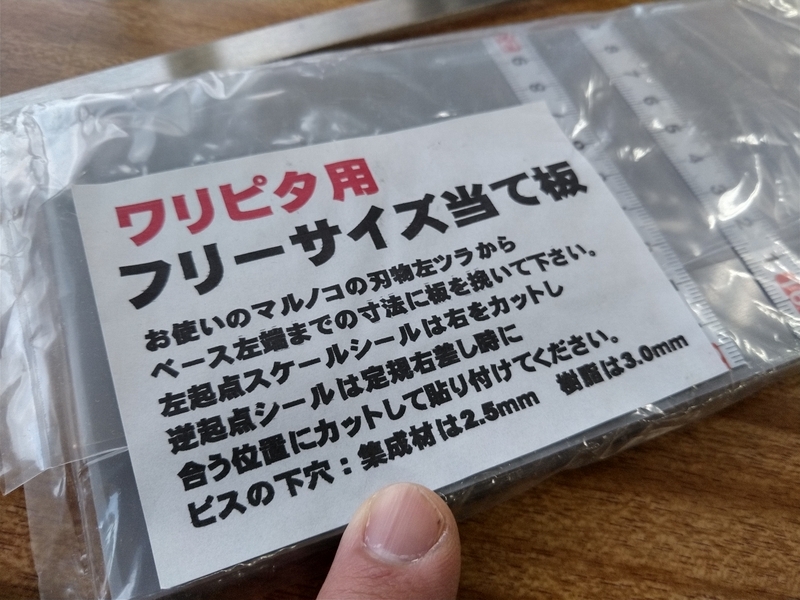 ワリピタ用
フリーサイズ当て板
お使いのマルノコの刃物左ツラから
ベース左端までの寸法に板を挽いて下さい。
左起点スケールシールは右をカットし
逆起点シールは定規右差し時に
合う位置にカットして貼り付けてください。
ビスの下穴：集成材は2.5mm　樹脂は3.0mm